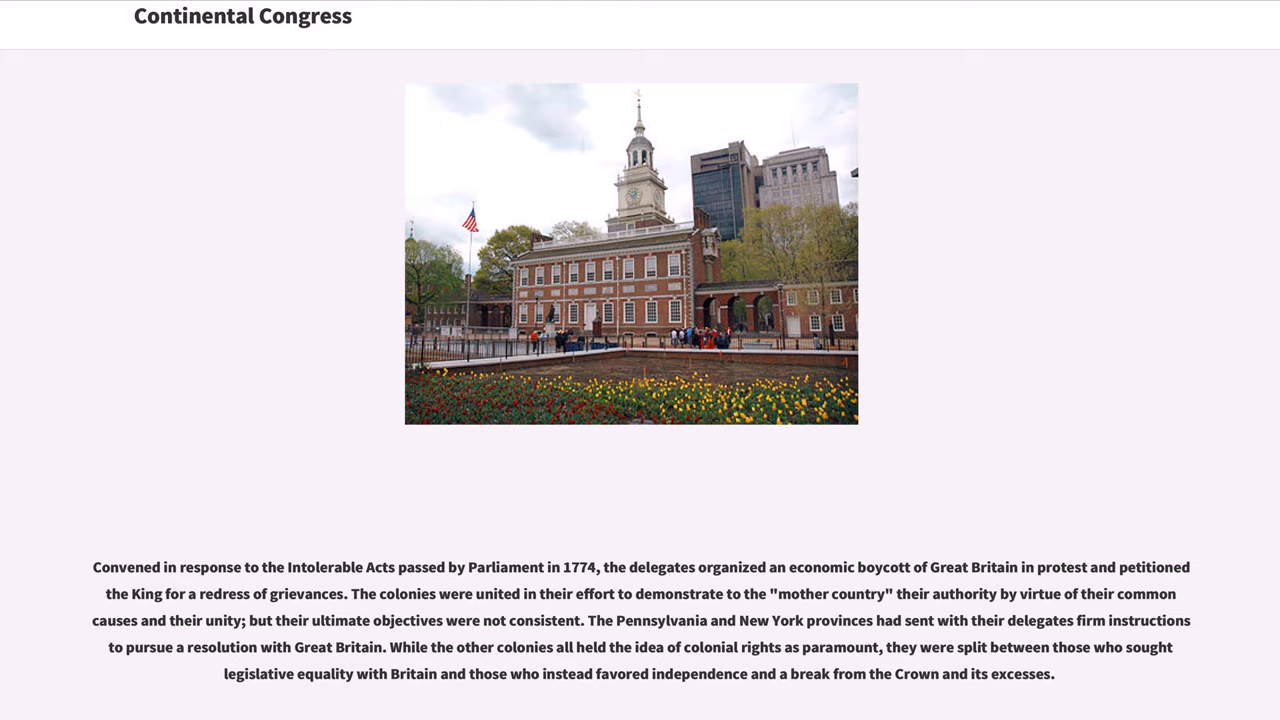 Continental Congress
Convened in response to the Intolerable Acts passed by Parliament in 1774, the delegates organized an economic boycott of Great Britain in protest and petitioned
the King for a redress of grievances. The colonies were united in their effort to demonstrate to the "mother country" their authority by virtue of their common
causes and their unity; but their ultimate objectives were not consistent. The Pennsylvania and New York provinces had sent with their delegates firm instructions
to pursue a resolution with Great Britain. While the other colonies all held the idea of colonial rights as paramount, they were split between those who sought
legislative equality with Britain and those who instead favored independence and a break from the Crown and its excesses.